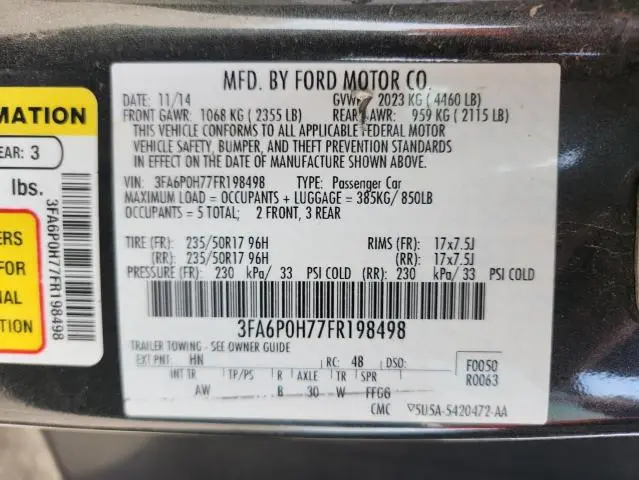 MFD. BY FORD MOTOR CO.
DATE: 11/14 GVWR: 2023 KG ( 4460 LB)
FRONT GAWR: 1068 KG ( 2355 LB) REAR GAWR: 959 KG ( 2115 LB)
THIS VEHICLE CONFORMS TO ALL APPLICABLE FEDERAL MOTOR
VEHICLE SAFETY, BUMPER, AND THEFT PREVENTION STANDARDS
IN EFFECT ON THE DATE OF MANUFACTURE SHOWN ABOVE.
VIN: 3FA6P0H77FR198498 TYPE: Passenger Car
MAXIMUM LOAD = OCCUPANTS + LUGGAGE = 385KG/ 850LB
OCCUPANTS = 5 TOTAL; 2 FRONT, 3 REAR
TIRE (FR): 235/50R17 96H RIMS (FR): 17x7.5J
(RR): 235/50R17 96H (RR): 17x7.5J
PRESSURE (FR): 230 kPa/ 33 PSI COLD (RR): 230 kPa/ 33 PSI COLD
3FA6P0H77FR198498
TRAILER TOWING - SEE OWNER GUIDE
EXT PNT: HN RC: 48 DSO: F0050
INT TR TP/PS R AXLE TR SPR R0063
AW B 30 W FFGG
CMC ▽5U5A-5420472-AA
MATION
EAR: 3
lbs.
3FA6P0H77FR198498
ERS
FOR
NAL
TION